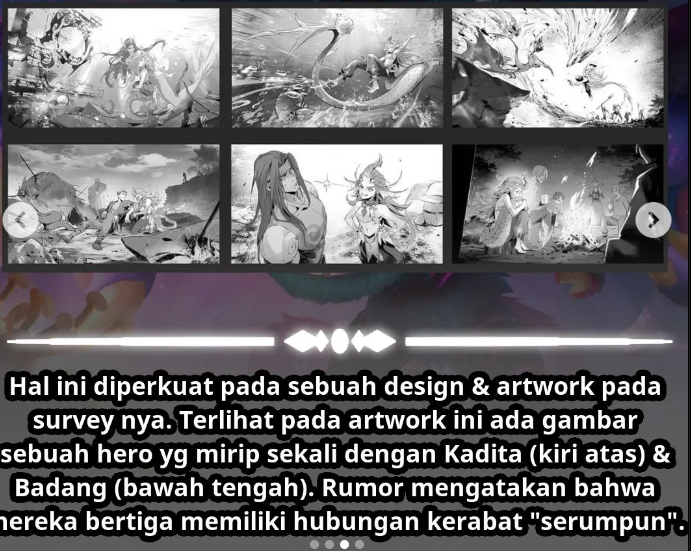 Hal ini diperkuat pada sebuah design & artwork pada
survey nya. Terlihat pada artwork ini ada gambar
sebuah hero yg mirip sekali dengan Kadita (kiri atas) &
Badang (bawah tengah). Rumor mengatakan bahwa
mereka bertiga memiliki hubungan kerabat "serumpun".